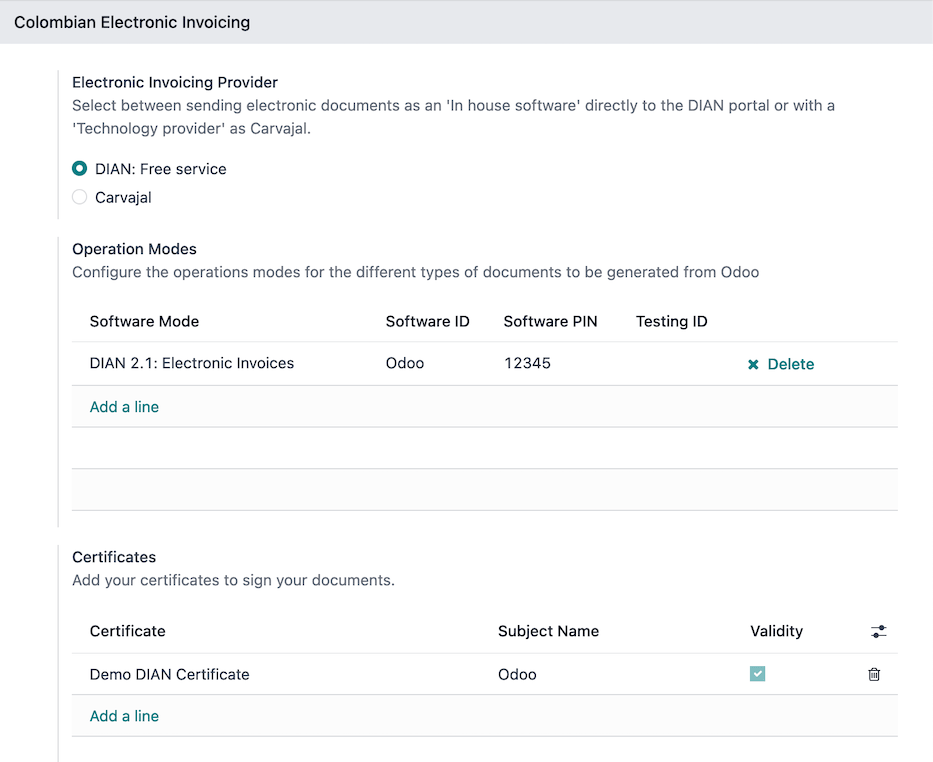 Colombian Electronic Invoicing
Electronic Invoicing Provider
Select between sending electronic documents as an 'In house software' directly to the DIAN portal or with a
'Technology provider' as Carvajal.
DIAN: Free service
Carvajal
Operation Modes
Configure the operations modes for the different types of documents to be generated from Odoo
Software Mode Software ID Software PIN Testing ID
DIAN 2.1: Electronic Invoices Odoo 12345 Delete
Add a line
Certificates
Add your certificates to sign your documents.
Certificate Subject Name Validity
Demo DIAN Certificate Odoo
Add a line